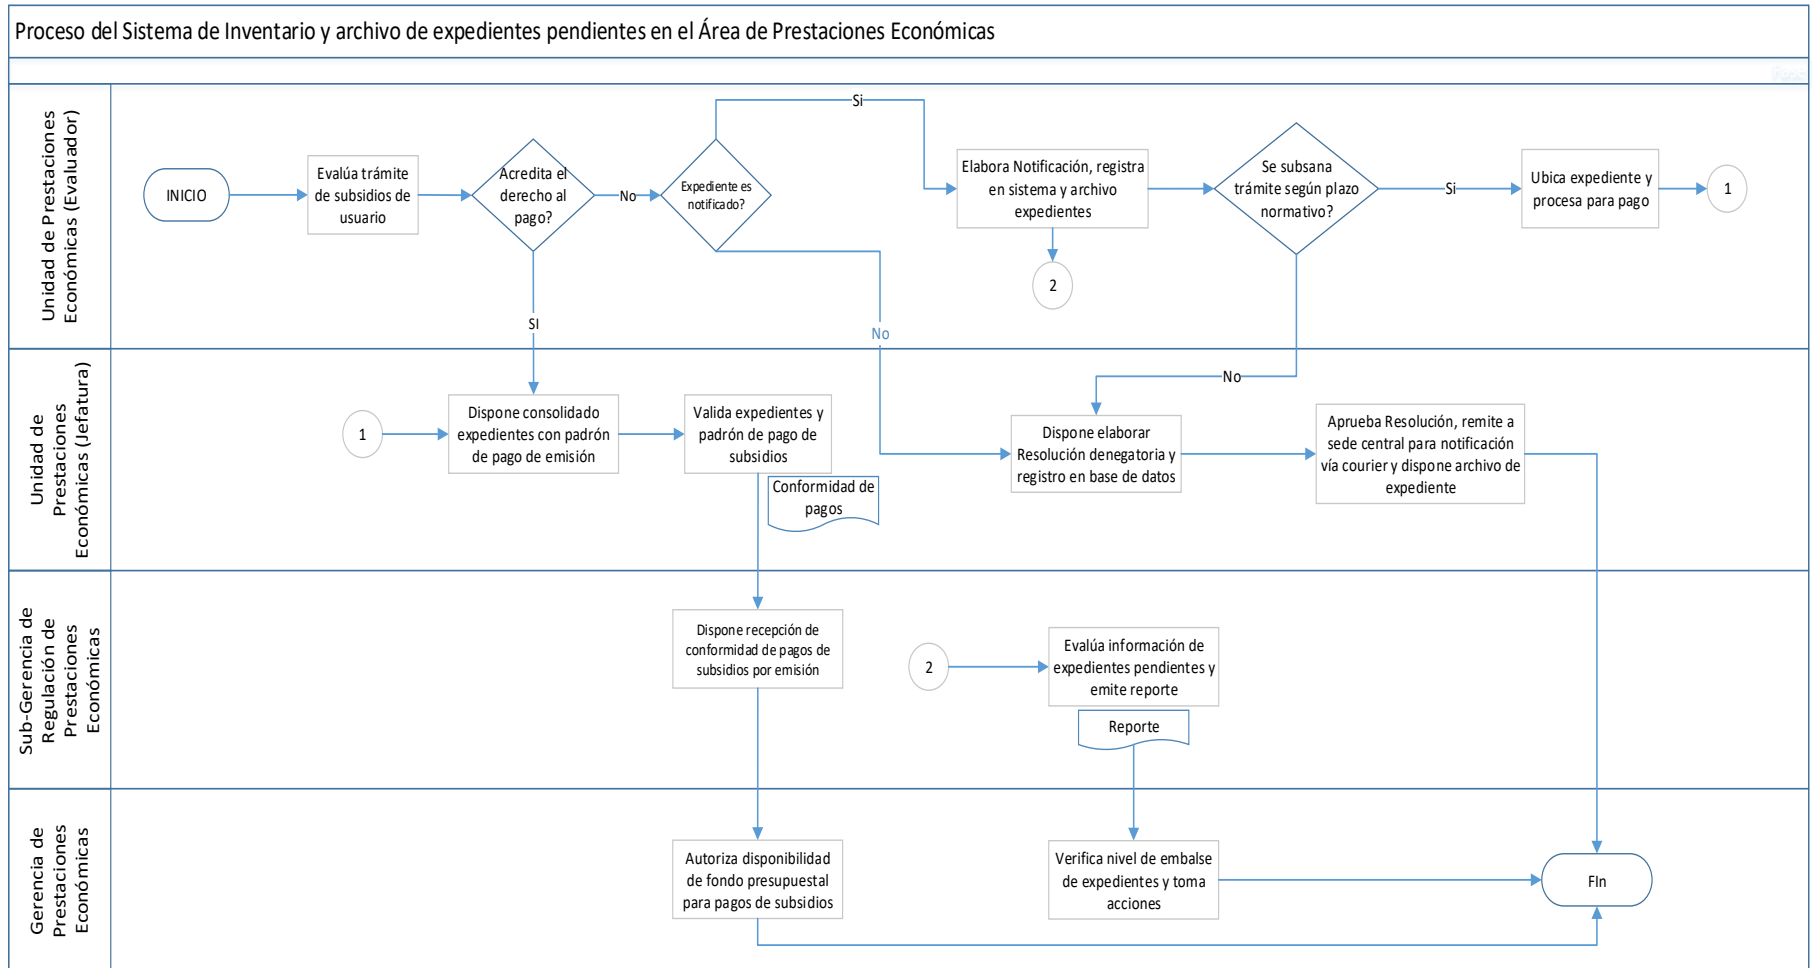 Proceso del Sistema de Inventario y archivo de expedientes pendientes en el Área de Prestaciones Económicas
Unidad de Prestaciones
Económicas (Evaluador)
INICIO
Evalúa trámite
de subsidios de
usuario
Acredita el
derecho al
pago?
No
Expediente es
notificado?
Si
Elabora Notificación, registra
en sistema y archivo
expedientes
2
Se subsana
trámite según plazo
normativo?
Si
Ubica expediente y
procesa para pago
1
SI
No
No
Unidad de
Prestaciones
Económicas (Jefatura)
1
Dispone consolidado
expedientes con padrón
de pago de emisión
Valida expedientes y
padrón de pago de
subsidios
Conformidad de
pagos
Dispone elaborar
Resolución denegatoria y
registro en base de datos
Aprueba Resolución, remite a
sede central para notificación
vía courier y dispone archivo de
expediente
Sub-Gerencia de
Regulación de
Prestaciones
Económicas
Dispone recepción de
conformidad de pagos de
subsidios por emisión
2
Evalúa información de
expedientes pendientes y
emite reporte
Reporte
Gerencia de
Prestaciones
Económicas
Autoriza disponibilidad
de fondo presupuestal
para pagos de subsidios
Verifica nivel de embalse
de expedientes y toma
acciones
FIn